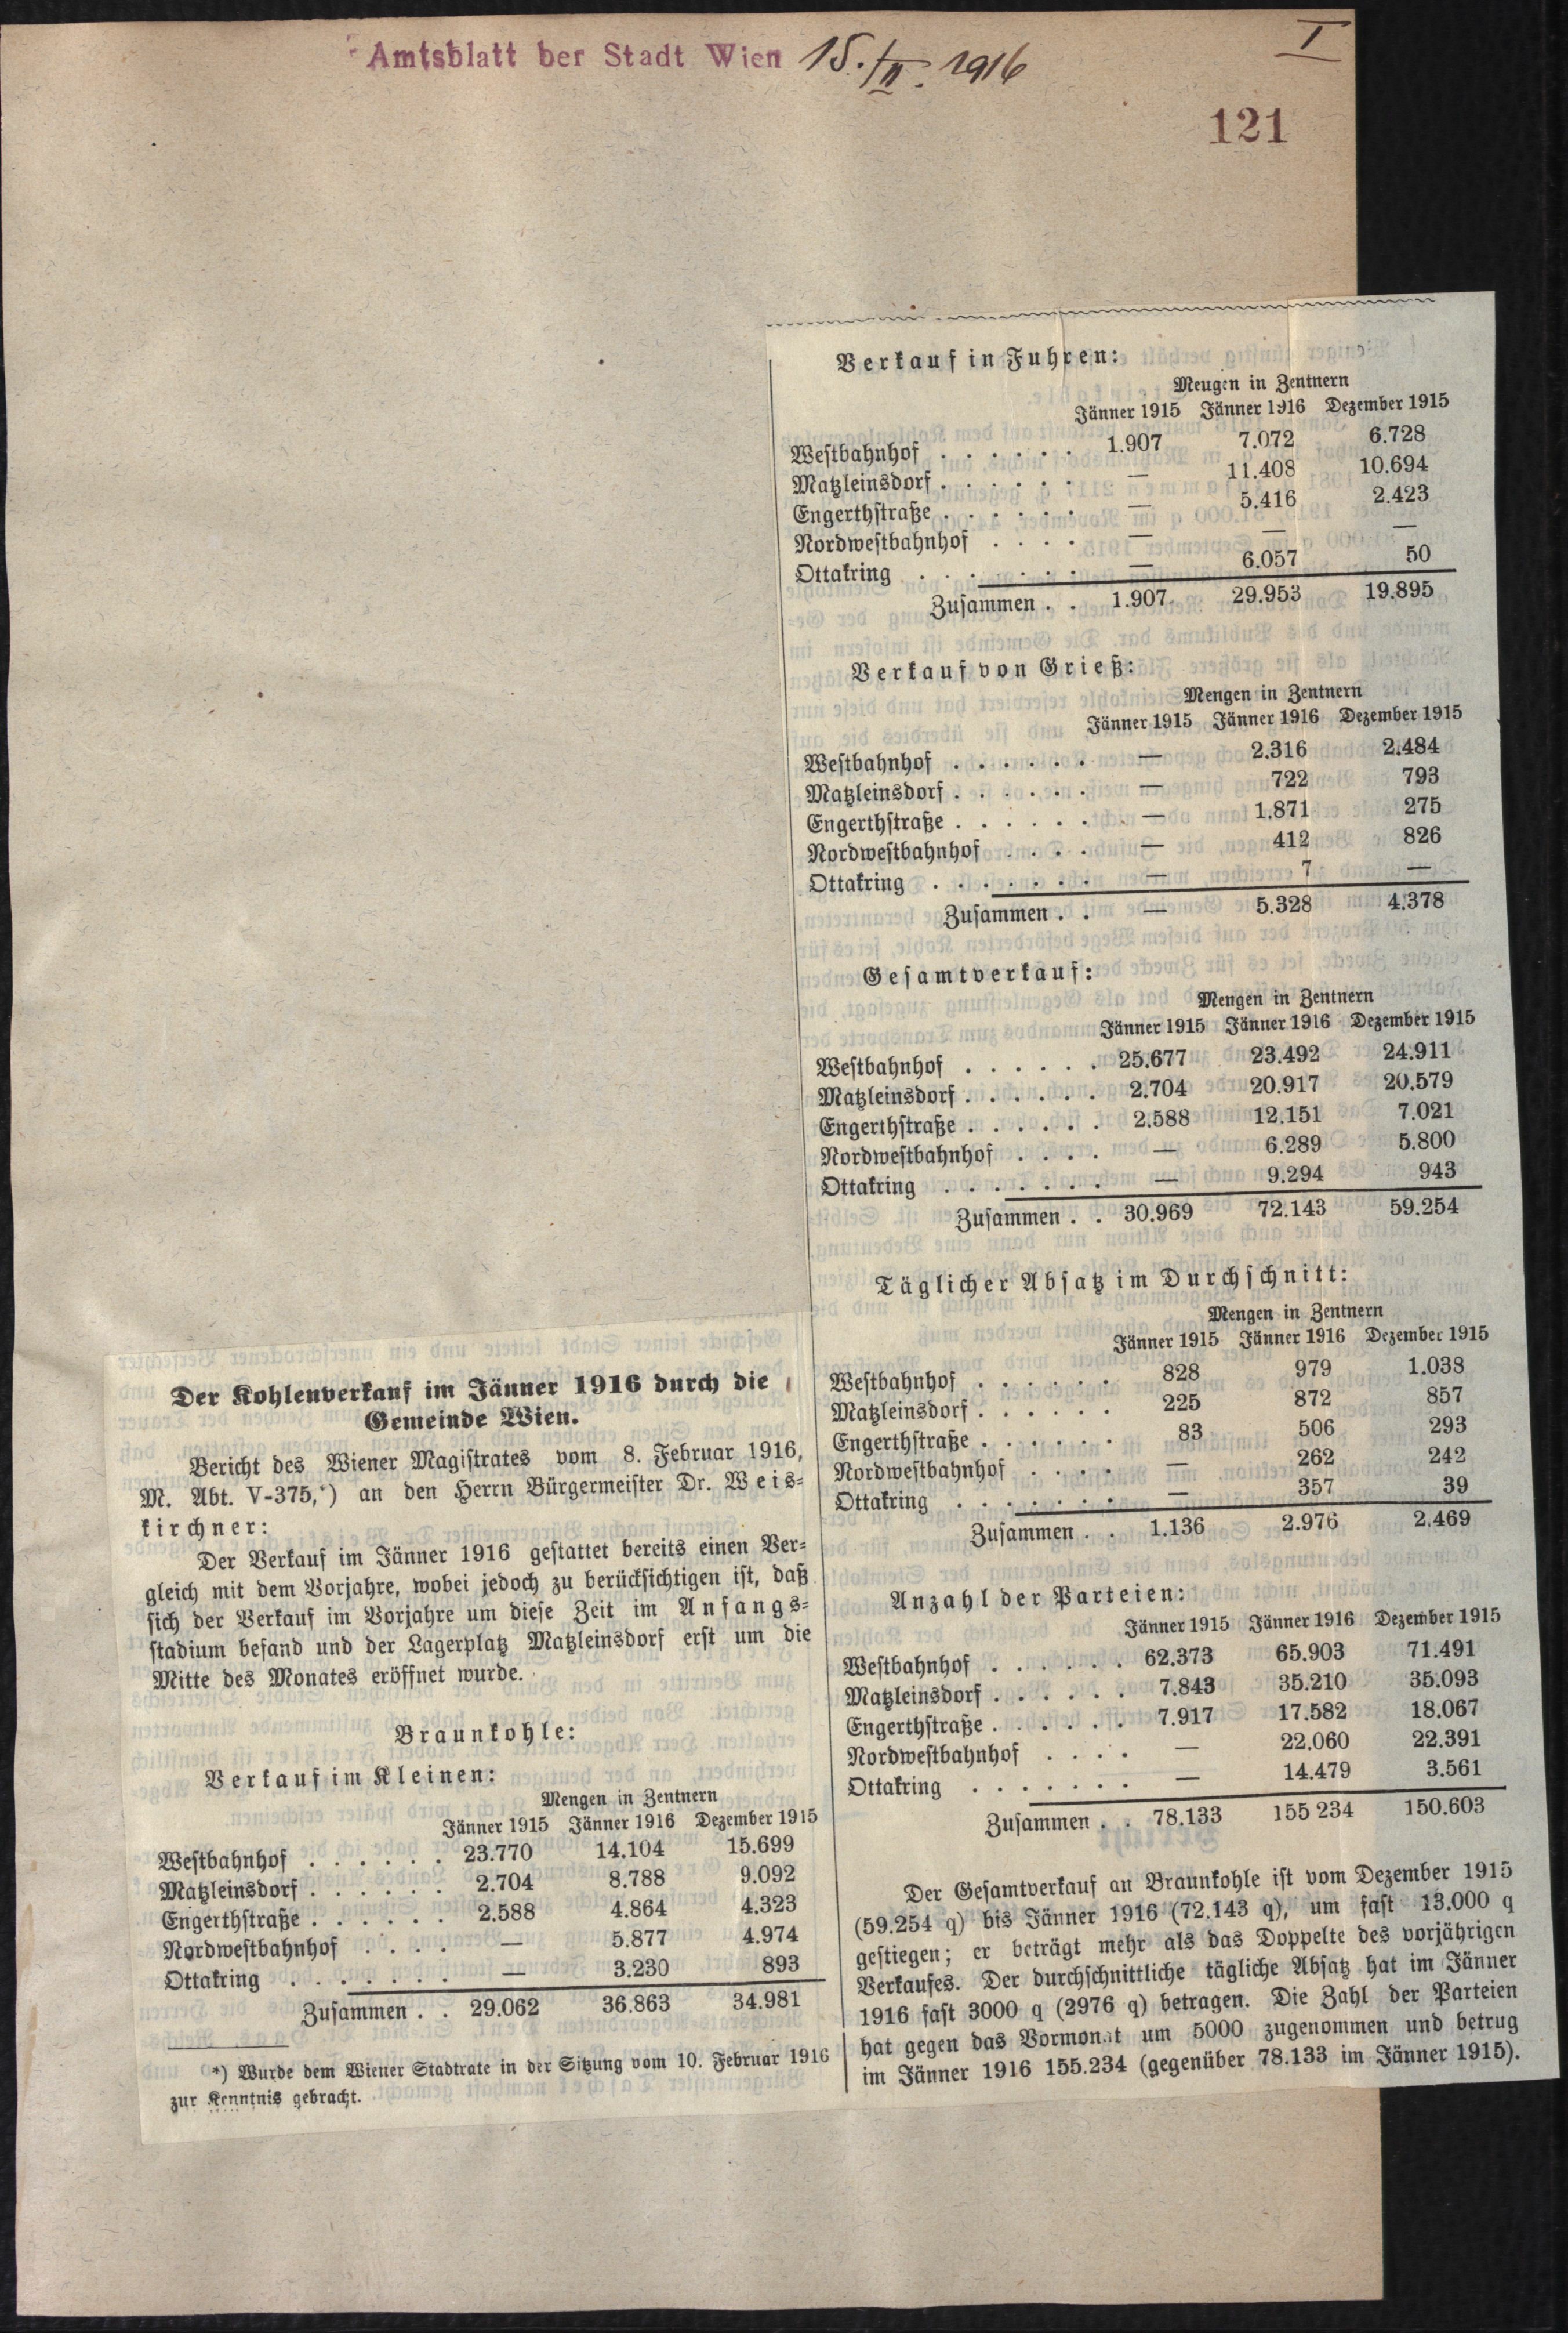 Amtsblatt der Stadt Wien 15./II. 1916
I
121
Der Kohlenverkauf im Jänner 1916 durch die
Gemeinde Wien.
Bericht des Wiener Magistrates vom 8. Februar 1916,
M. Abt. V-375,*) an den Herrn Bürgermeister Dr. Weis-
kirchner:
Der Verkauf im Jänner 1916 gestattet bereits einen Ver-
gleich mit dem Vorjahre, wobei jedoch zu berücksichtigen ist, daß
sich der Verkauf im Vorjahre um diese Zeit im Anfangs-
stadium befand und der Lagerplatz Matzleinsdorf erst um die
Mitte des Monates eröffnet wurde.
Braunkohle:
Verkauf im Kleinen:
Mengen in Zentnern
Jänner 1915 Jänner 1916 Dezember 1915
Westbahnhof . . . . . . 23.770 14.104 15.699
Matzleinsdorf . . . . . . 2.704 8.788 9.092
Engerthstraße . . . . . . 2.588 4.864 4.323
Nordwestbahnhof . . . . — 5.877 4.974
Ottakring . . . . . . . — 3.230 893
Zusammen . . 29.062 36.863 34.981
*) Wurde dem Wiener Stadtrate in der Sitzung vom 10. Februar 1916
zur Kenntnis gebracht.
Verkauf in Fuhren:
Mengen in Zentnern
Jänner 1915 Jänner 1916 Dezember 1915
Westbahnhof . . . . . . 1.907 7.072 6.728
Matzleinsdorf . . . . . . — 11.408 10.694
Engerthstraße . . . . . . — 5.416 2.423
Nordwestbahnhof . . . . — — —
Ottakring . . . . . . . — 6.057 50
Zusammen . . 1.907 29.953 19.895
Verkauf von Grieß:
Mengen in Zentnern
Jänner 1915 Jänner 1916 Dezember 1915
Westbahnhof . . . . . . — 2.316 2.484
Matzleinsdorf . . . . . . — 722 793
Engerthstraße . . . . . . — 1.871 275
Nordwestbahnhof . . . . — 412 826
Ottakring . . . . . . . — 7 —
Zusammen . . — 5.328 4.378
Gesamtverkauf:
Mengen in Zentnern
Jänner 1915 Jänner 1916 Dezember 1915
Westbahnhof . . . . . . 25.677 23.492 24.911
Matzleinsdorf . . . . . . 2.704 20.917 20.579
Engerthstraße . . . . . . 2.588 12.151 7.021
Nordwestbahnhof . . . . — 6.289 5.800
Ottakring . . . . . . . — 9.294 943
Zusammen . . 30.969 72.143 59.254
Täglicher Absatz im Durchschnitt:
Mengen in Zentnern
Jänner 1915 Jänner 1916 Dezember 1915
Westbahnhof . . . . . . 828 979 1.038
Matzleinsdorf . . . . . . 225 872 857
Engerthstraße . . . . . . 83 506 293
Nordwestbahnhof . . . . — 262 242
Ottakring . . . . . . . — 357 39
Zusammen . . 1.136 2.976 2.469
Anzahl der Parteien:
Jänner 1915 Jänner 1916 Dezember 1915
Westbahnhof . . . . . . 62.373 65.903 71.491
Matzleinsdorf . . . . . . 7.843 35.210 35.093
Engerthstraße . . . . . . 7.917 17.582 18.067
Nordwestbahnhof . . . . — 22.060 22.391
Ottakring . . . . . . . — 14.479 3.561
Zusammen . . 78.133 155 234 150.603
Der Gesamtverkauf an Braunkohle ist vom Dezember 1915
(59.254 q) bis Jänner 1916 (72.143 q), um fast 13.000 q
gestiegen; er beträgt mehr als das Doppelte des vorjährigen
Verkaufes. Der durchschnittliche tägliche Absatz hat im Jänner
1916 fast 3000 q (2976 q) betragen. Die Zahl der Parteien
hat gegen das Vormonat um 5000 zugenommen und betrug
im Jänner 1916 155.234 (gegenüber 78.133 im Jänner 1915).